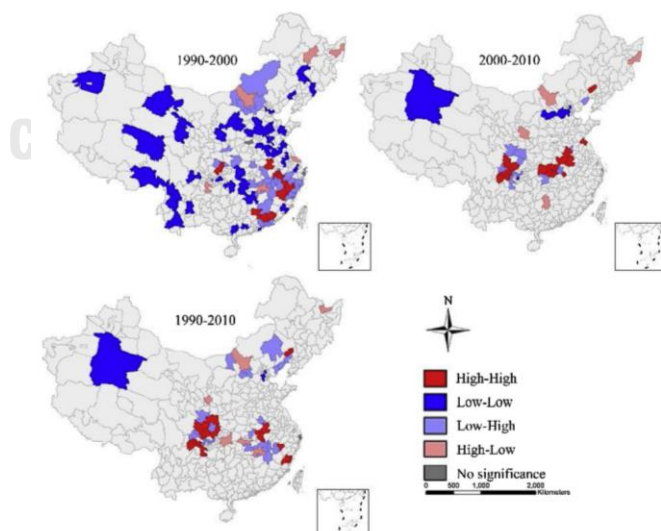 1990-2000
2000-2010
1990-2010
N
High-High
Low-Low
Low-High
High-Low
No significance
0 500 1,000 2,000
Kilometers